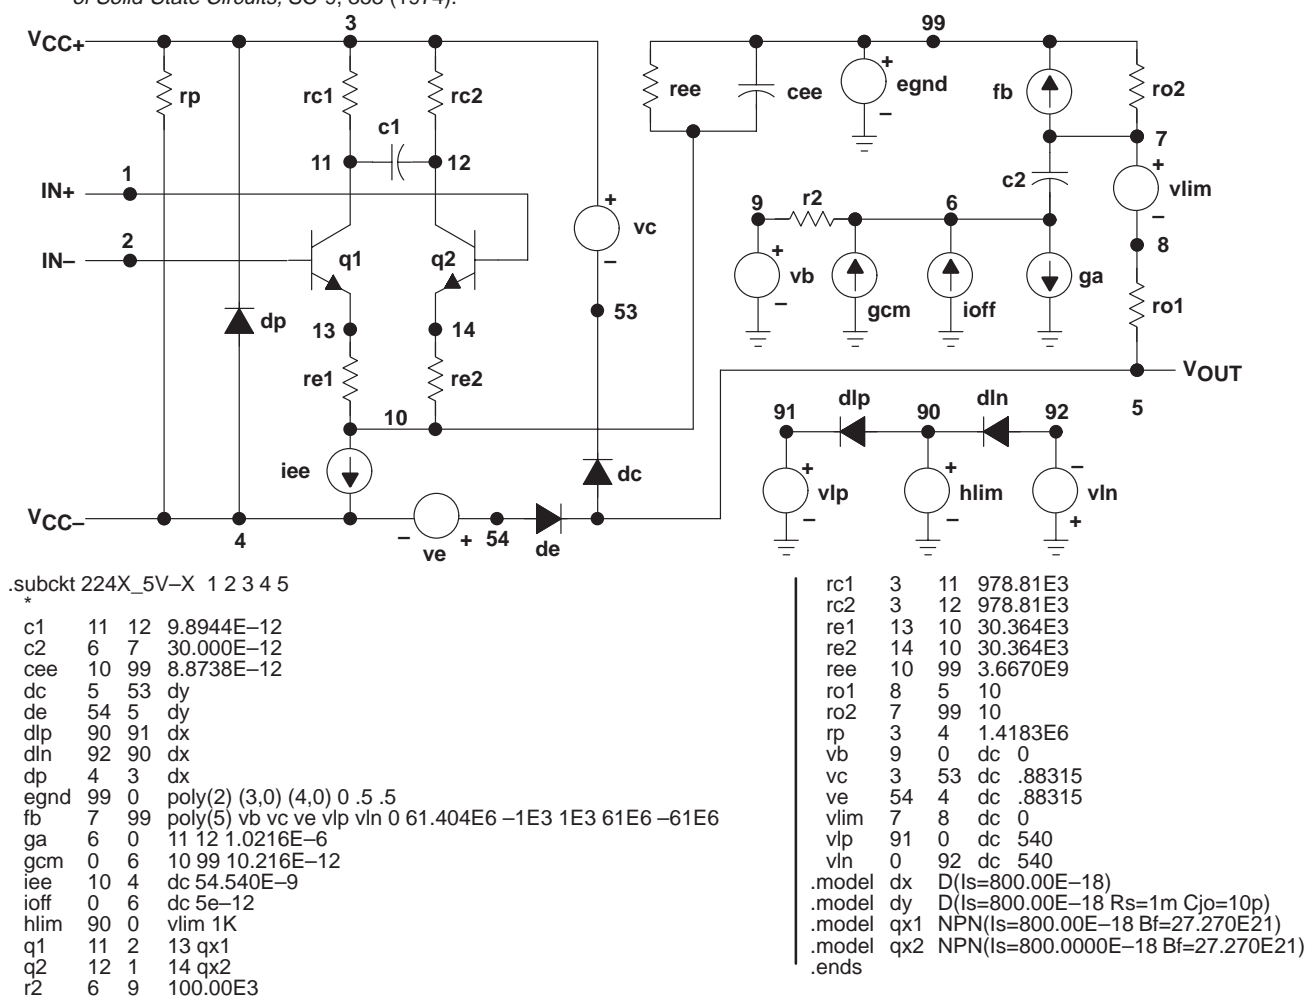 of Solid-State Circuits, SC-9, 353 (1974).
3
99
VCC+
rp
rc1
rc2
ree
cee
egnd
+
–
fb
ro2
c1
7
11
12
c2
+
vlim
–
IN+
1
9
r2
6
8
+
vc
–
IN–
2
q1
q2
+
vb
–
gcm
ioff
ga
ro1
dp
13
14
53
VOUT
5
re1
re2
91
dlp
90
dln
92
10
iee
dc
+
vlp
–
+
hlim
–
–
vln
+
VCC–
4
–
ve
+
54
de
.subckt 224X_5V–X 1 2 3 4 5
*
c1 11 12 9.8944E–12
c2 6 7 30.000E–12
cee 10 99 8.8738E–12
dc 5 53 dy
de 54 5 dy
dlp 90 91 dx
dln 92 90 dx
dp 4 3 dx
egnd 99 0 poly(2) (3,0) (4,0) 0 .5 .5
fb 7 99 poly(5) vb vc ve vlp vln 0 61.404E6 –1E3 1E3 61E6 –61E6
ga 6 0 11 12 1.0216E–6
gcm 0 6 10 99 10.216E–12
iee 10 4 dc 54.540E–9
ioff 0 6 dc 5e–12
hlim 90 0 vlim 1K
q1 11 2 13 qx1
q2 12 1 14 qx2
r2 6 9 100.00E3
rc1 3 11 978.81E3
rc2 3 12 978.81E3
re1 13 10 30.364E3
re2 14 10 30.364E3
ree 10 99 3.6670E9
ro1 8 5 10
ro2 7 99 10
rp 3 4 1.4183E6
vb 9 0 dc 0
vc 3 53 dc .88315
ve 54 4 dc .88315
vlim 7 8 dc 0
vlp 91 0 dc 540
vln 0 92 dc 540
.model dx D(Is=800.00E–18)
.model dy D(Is=800.00E–18 Rs=1m Cjo=10p)
.model qx1 NPN(Is=800.00E–18 Bf=27.270E21)
.model qx2 NPN(Is=800.0000E–18 Bf=27.270E21)
.ends